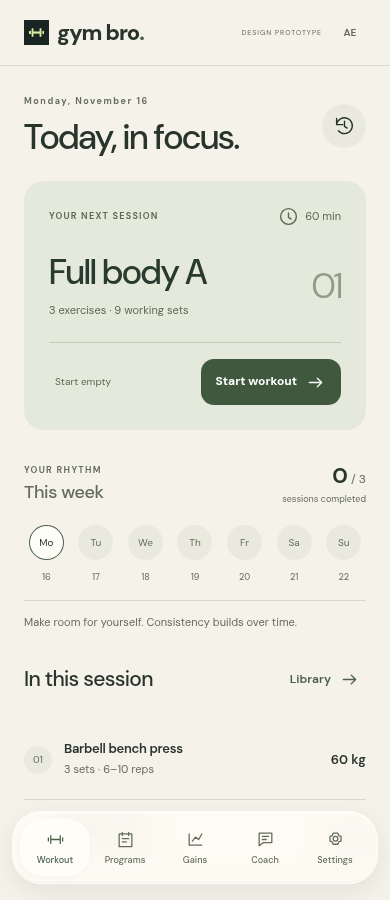 gym bro.
DESIGN PROTOTYPE
AE
Monday, November 16
Today, in focus.
YOUR NEXT SESSION
60 min
Full body A
01
3 exercises · 9 working sets
Start empty
Start workout →
YOUR RHYTHM
0 / 3
This week
sessions completed
Mo Tu We Th Fr Sa Su
16 17 18 19 20 21 22
Make room for yourself. Consistency builds over time.
In this session
Library →
01
Barbell bench press
3 sets · 6–10 reps
60 kg
Workout Programs Gains Coach Settings